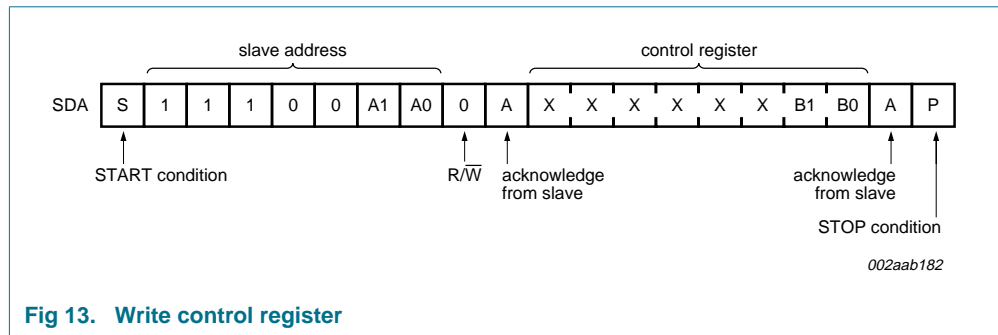 slave address control register
SDA S 1 1 1 0 0 A1 A0 0 A X X X X X X B1 B0 A P
START condition R/W̅ acknowledge from slave acknowledge from slave
STOP condition
002aab182
Fig 13. Write control register